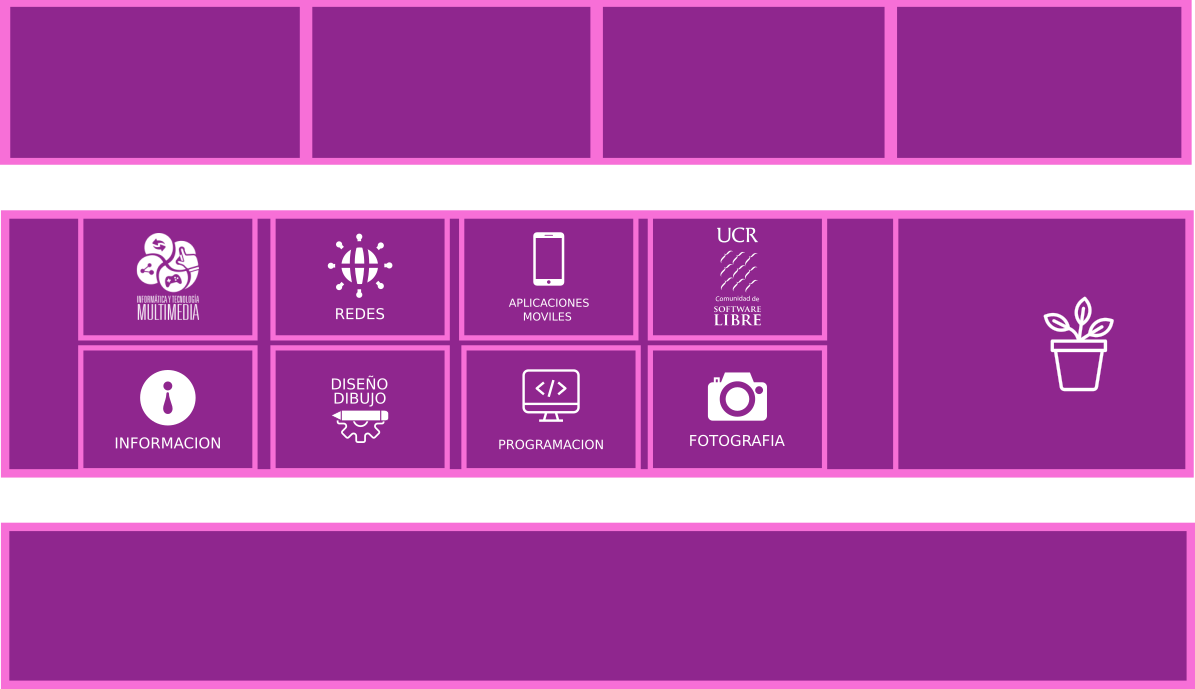 INFORMÁTICA Y TECNOLOGÍA
MULTIMEDIA
REDES
APLICACIONES
MOVILES
UCR
Comunidad de
SOFTWARE
LIBRE
INFORMACION
DISEÑO
DIBUJO
</>
PROGRAMACION
FOTOGRAFIA